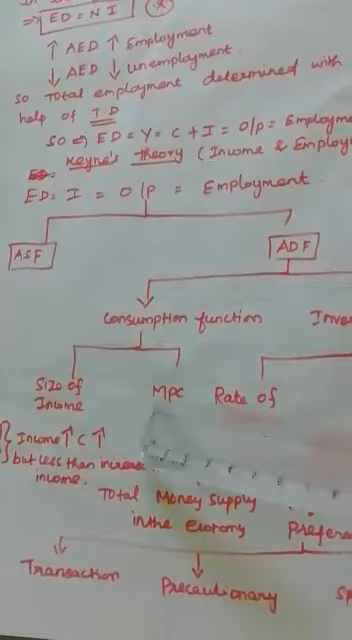 ⇒ ED = N I
↑ AED ↑ Employment
↓ AED ↓ unemployment.
so Total employment determined with
help of T.D
SO ⇒ ED = Y = C + I = O/P = Employme
Keyne's theory (Income & Employ
ED = I = O/P = Employment
ASF
ADF
Consumption function
Inve
Size of Income
MPC
Rate of
Income ↑ C ↑
but less than increase
income.
Total Money Supply
in the Economy
Prefere
Transaction
Precautionary
Sp